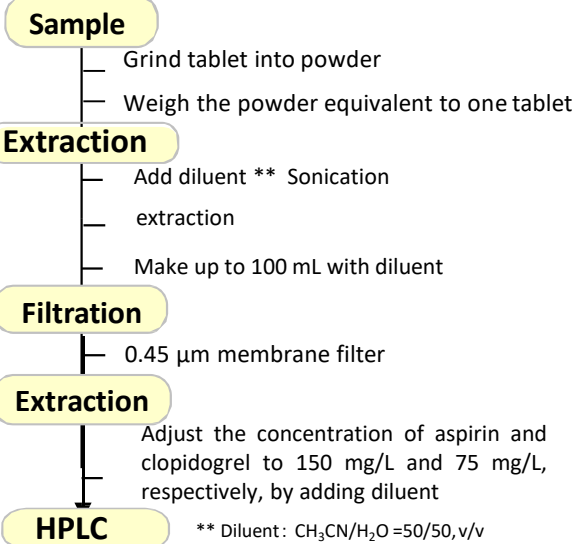 Sample
Grind tablet into powder
Weigh the powder equivalent to one tablet
Extraction
Add diluent ** Sonication
extraction
Make up to 100 mL with diluent
Filtration
0.45 µm membrane filter
Extraction
Adjust the concentration of aspirin and
clopidogrel to 150 mg/L and 75 mg/L,
respectively, by adding diluent
HPLC
** Diluent: CH₃CN/H₂O =50/50, v/v